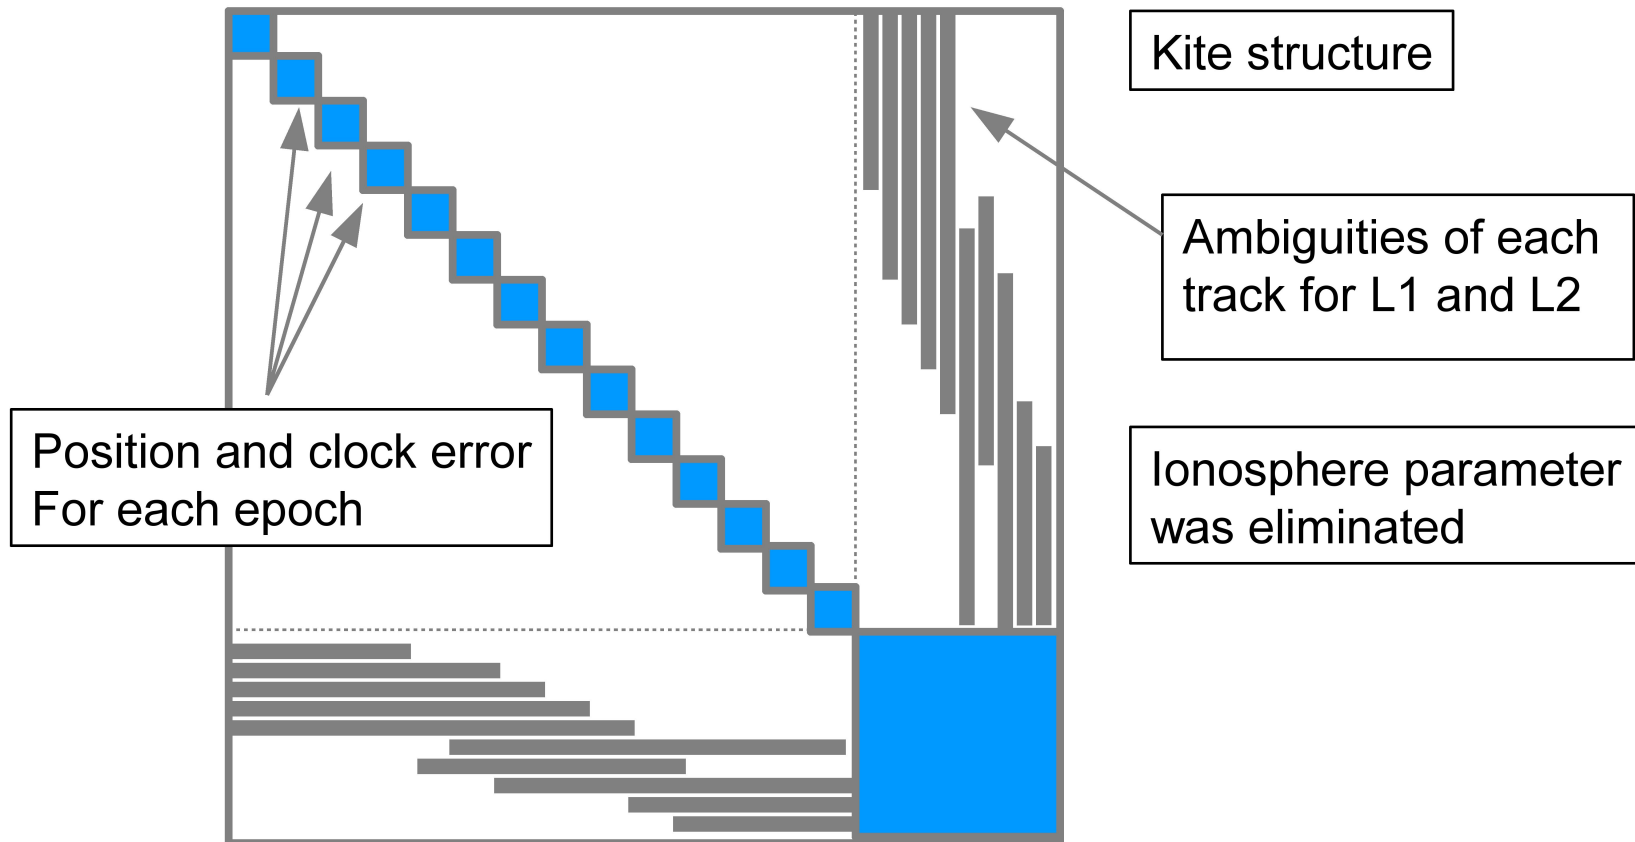 Kite structure
Ambiguities of each
track for L1 and L2
Position and clock error
For each epoch
Ionosphere parameter
was eliminated